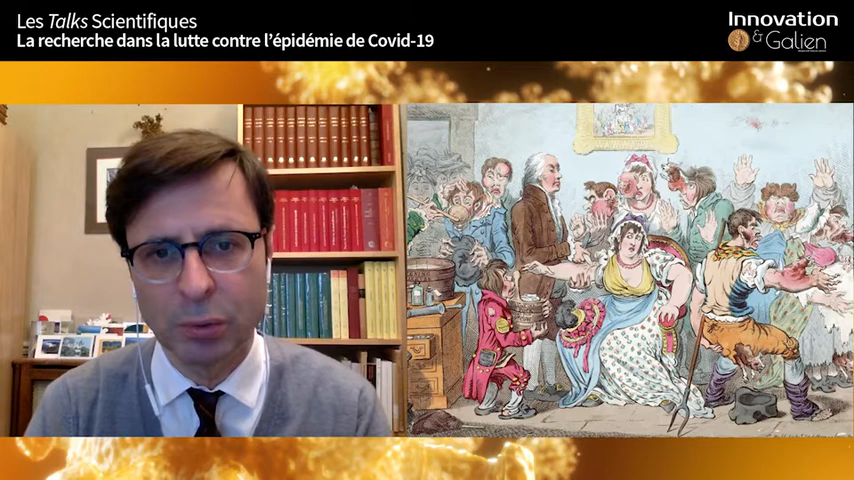 Les Talks Scientifiques
La recherche dans la lutte contre l'épidémie de Covid-19
Innovation
& Galien